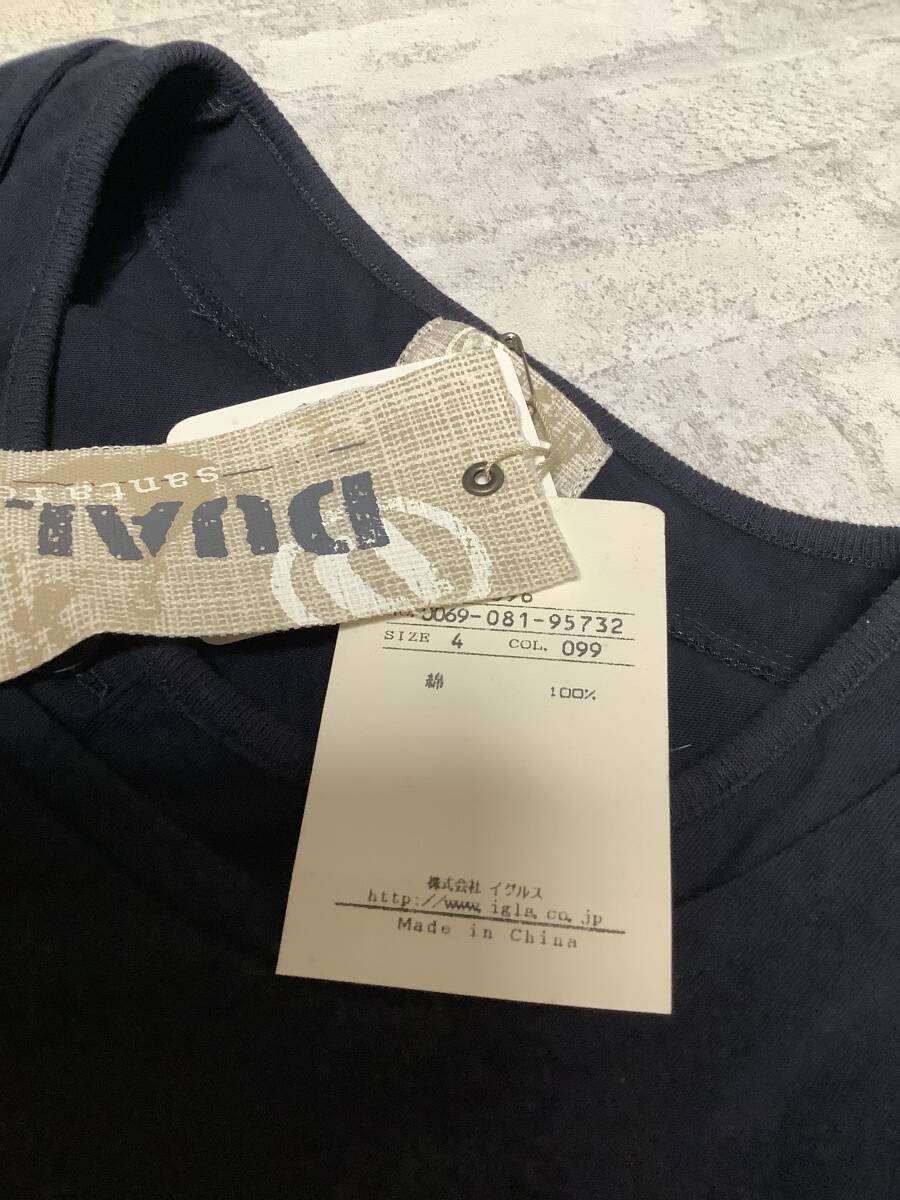 santa
DUAL
0069-081-95732
SIZE 4 COL. 099
綿 100%
株式会社 イグルス
http://www.igls.co.jp
Made in China